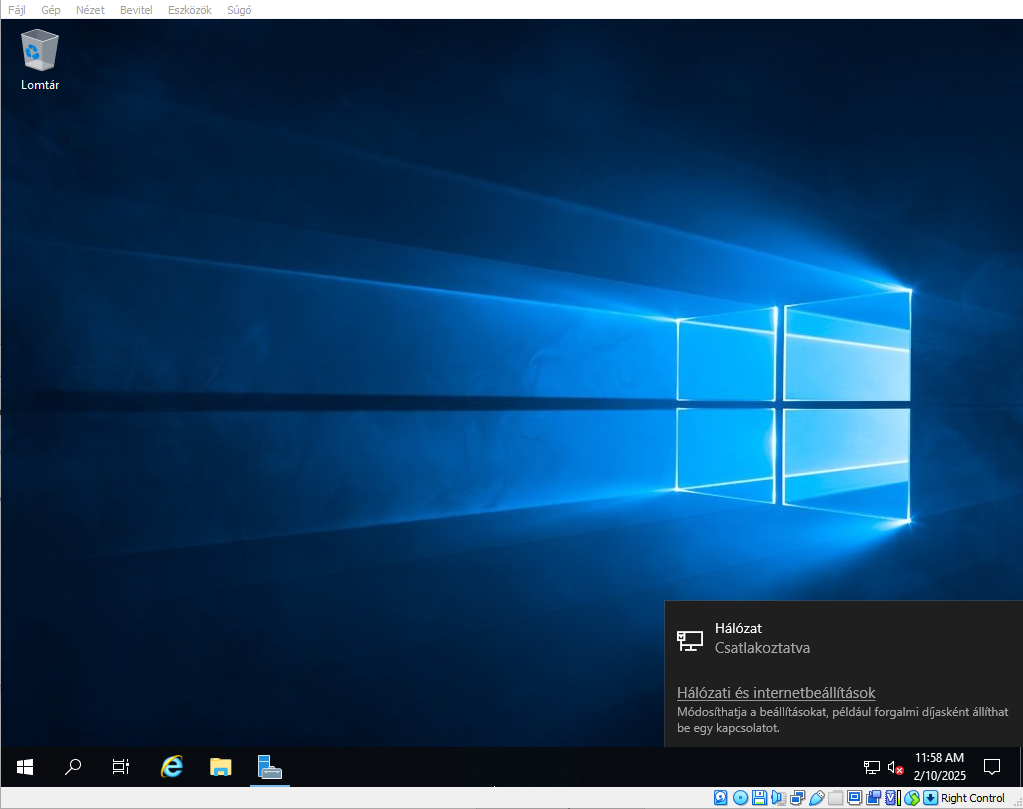 Fájl Gép Nézet Bevitel Eszközök Súgó
Lomtár
Hálózat
Csatlakoztatva
Hálózati és internetbeállítások
Módosíthatja a beállításokat, például forgalmi díjasként állíthat
be egy kapcsolatot.
11:58 AM
2/10/2025
Right Control